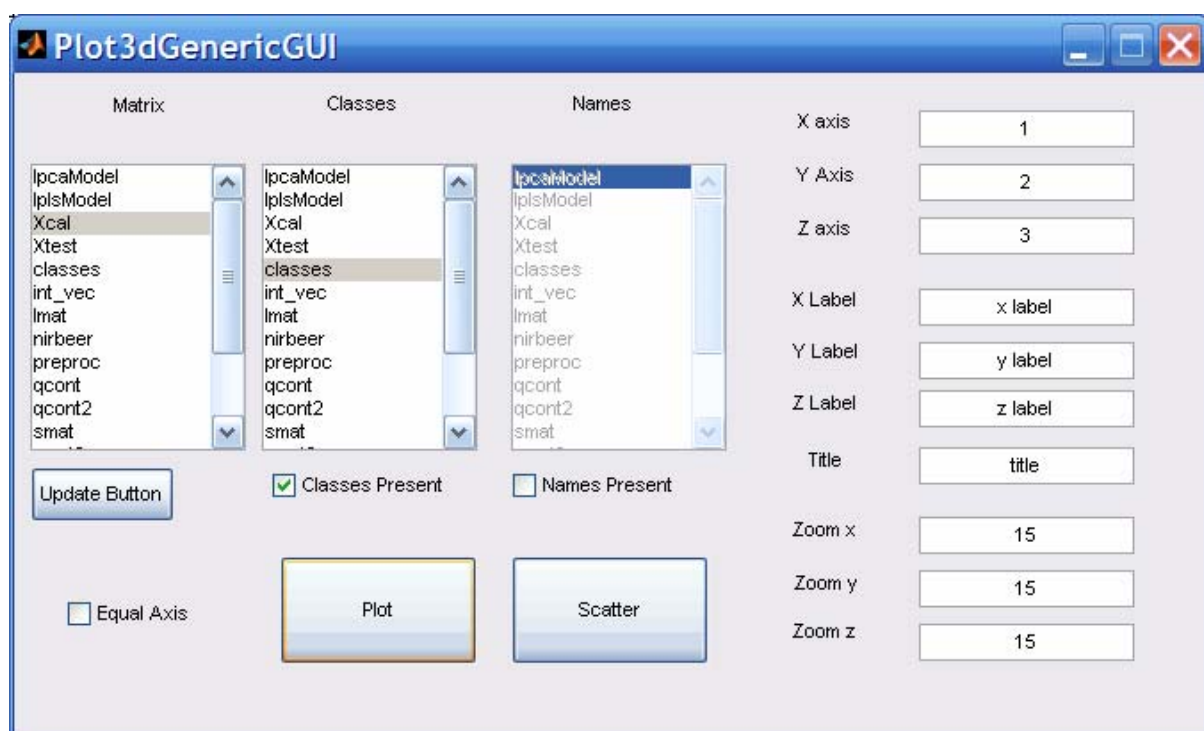 Plot3dGenericGUI
Matrix
lpcaModel
lplsModel
Xcal
Xtest
classes
int_vec
lmat
nirbeer
preproc
qcont
qcont2
smat
Update Button
Equal Axis
Classes
lpcaModel
lplsModel
Xcal
Xtest
classes
int_vec
lmat
nirbeer
preproc
qcont
qcont2
smat
Classes Present
Plot
Names
lpcaModel
lplsModel
Xcal
Xtest
classes
int_vec
lmat
nirbeer
preproc
qcont
qcont2
smat
Names Present
Scatter
X axis 1
Y Axis 2
Z axis 3
X Label x label
Y Label y label
Z Label z label
Title title
Zoom x 15
Zoom y 15
Zoom z 15